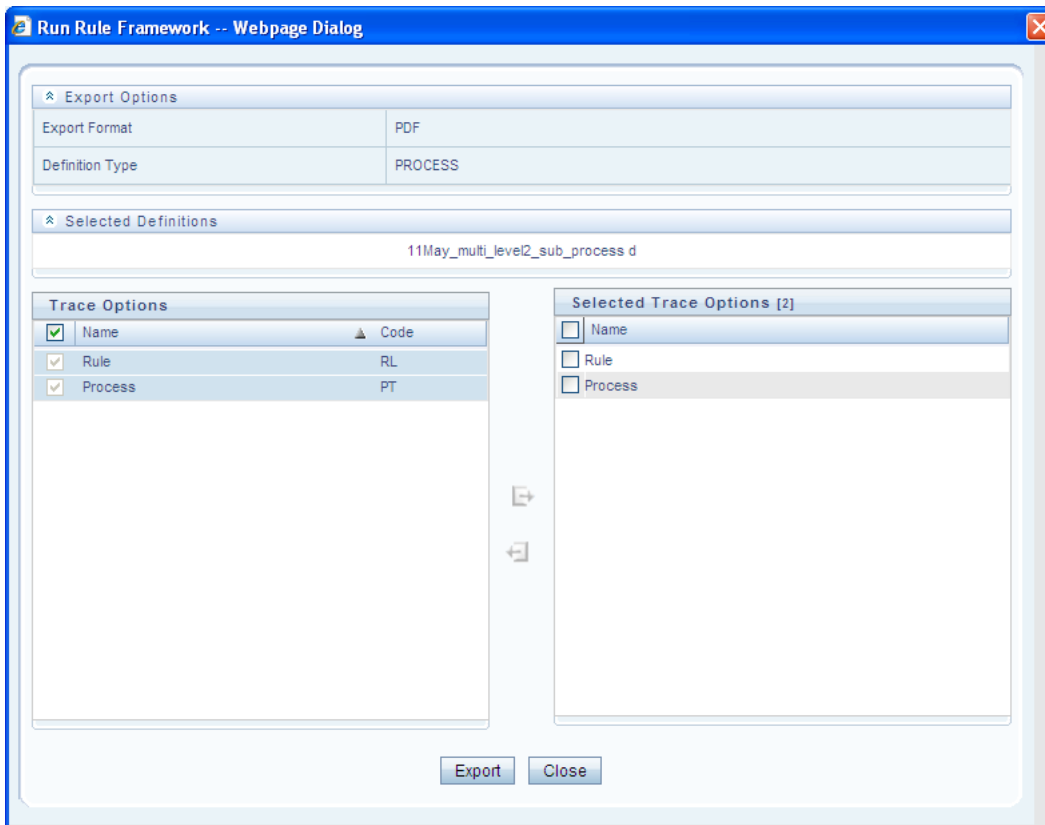 Run Rule Framework -- Webpage Dialog
Export Options
Export Format PDF
Definition Type PROCESS
Selected Definitions
11May_multi_level2_sub_process d
Trace Options
Name Code
Rule RL
Process PT
Selected Trace Options [2]
Name
Rule
Process
Export Close